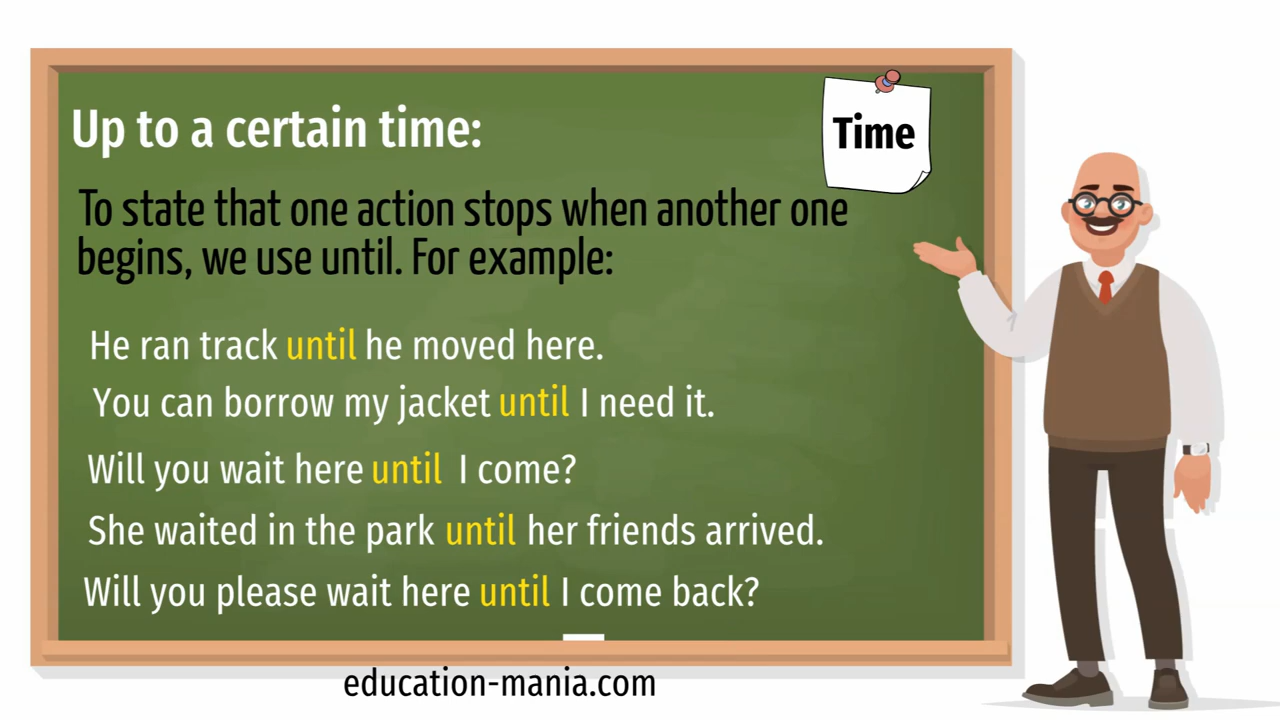 Up to a certain time:
Time
To state that one action stops when another one
begins, we use until. For example:
He ran track until he moved here.
You can borrow my jacket until I need it.
Will you wait here until I come?
She waited in the park until her friends arrived.
Will you please wait here until I come back?
education-mania.com